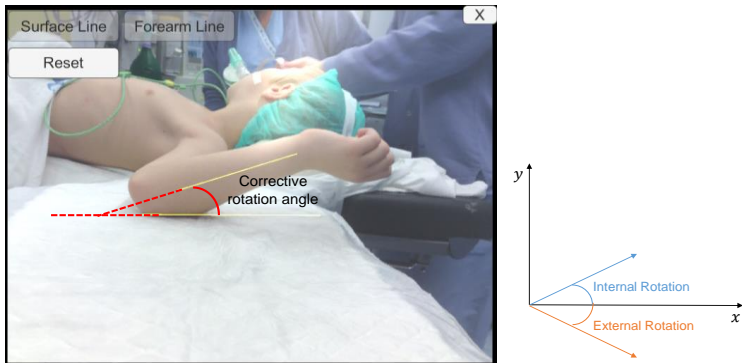 Surface Line
Forearm Line
X
Reset
Corrective
rotation angle
y
Internal Rotation
External Rotation
x